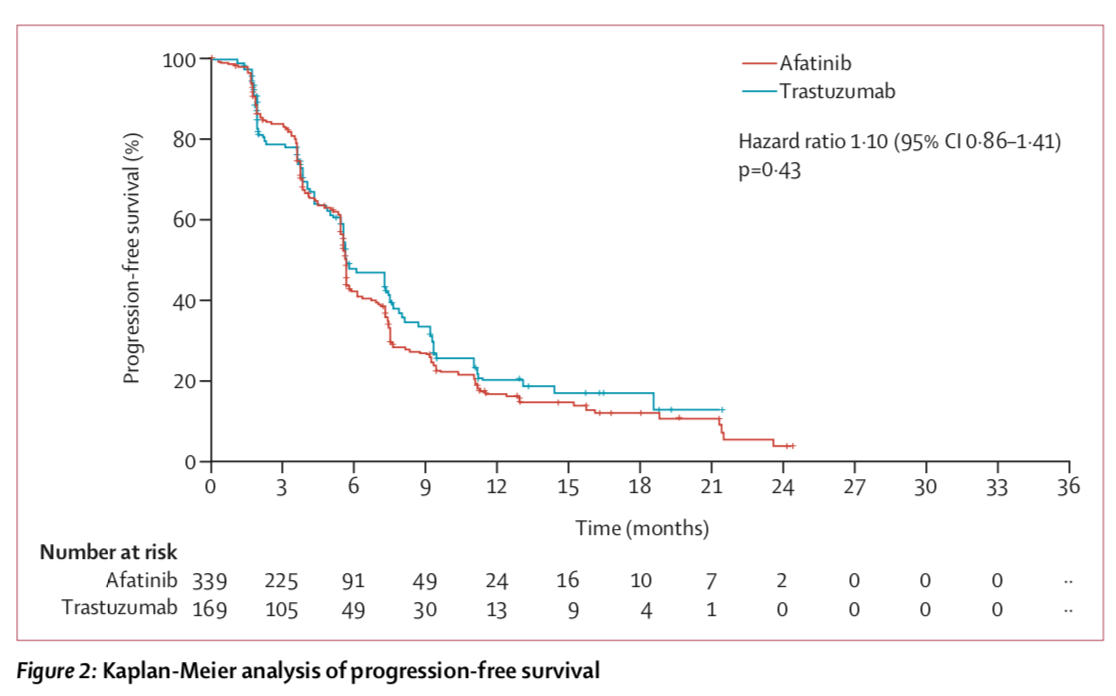 100
80
60
40
20
0
Progression-free survival (%)
Afatinib
Trastuzumab
Hazard ratio 1·10 (95% CI 0·86–1·41)
p=0·43
0 3 6 9 12 15 18 21 24 27 30 33 36
Time (months)
Number at risk
Afatinib 339 225 91 49 24 16 10 7 2 0 0 0 ··
Trastuzumab 169 105 49 30 13 9 4 1 0 0 0 0 ··
Figure 2: Kaplan-Meier analysis of progression-free survival